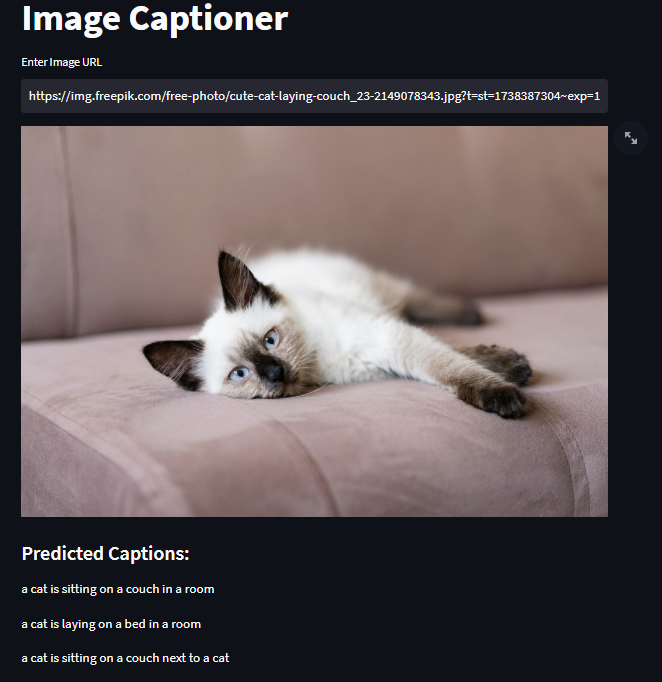 Image Captioner
Enter Image URL
https://img.freepik.com/free-photo/cute-cat-laying-couch_23-2149078343.jpg?t=st=1738387304~exp=1
Predicted Captions:
a cat is sitting on a couch in a room
a cat is laying on a bed in a room
a cat is sitting on a couch next to a cat